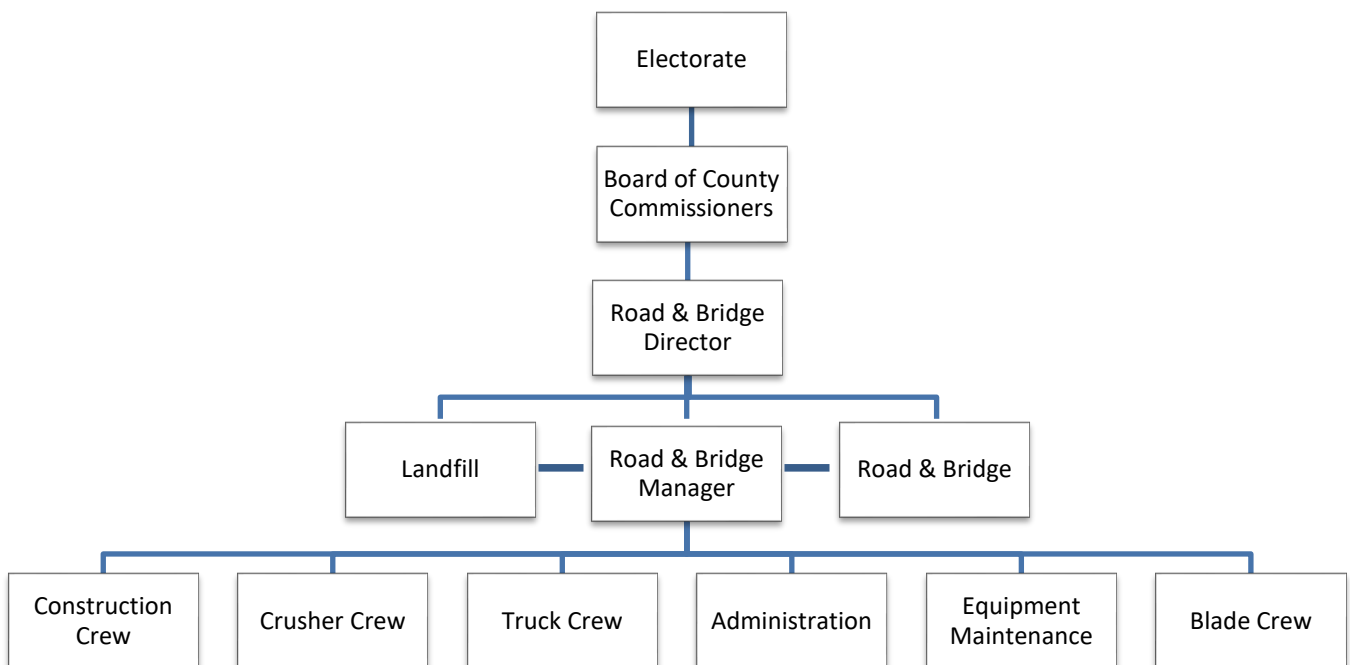 Electorate
Board of County
Commissioners
Road & Bridge
Director
Landfill
Road & Bridge
Manager
Road & Bridge
Construction
Crew
Crusher Crew
Truck Crew
Administration
Equipment
Maintenance
Blade Crew